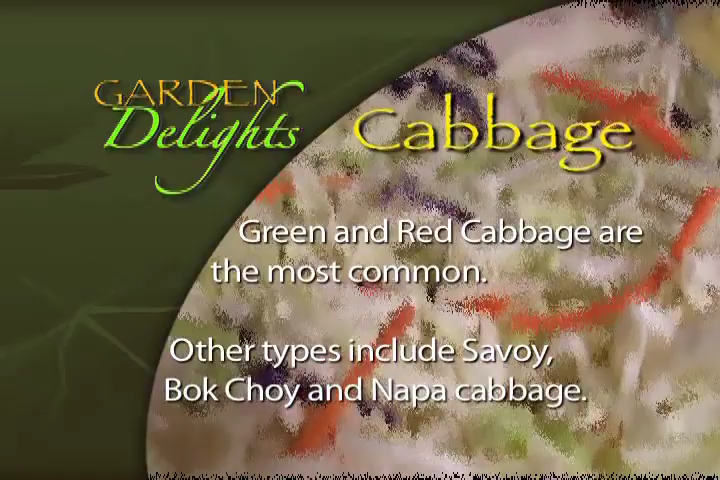 GARDEN
Delights
Cabbage
Green and Red Cabbage are
the most common.
Other types include Savoy,
Bok Choy and Napa cabbage.